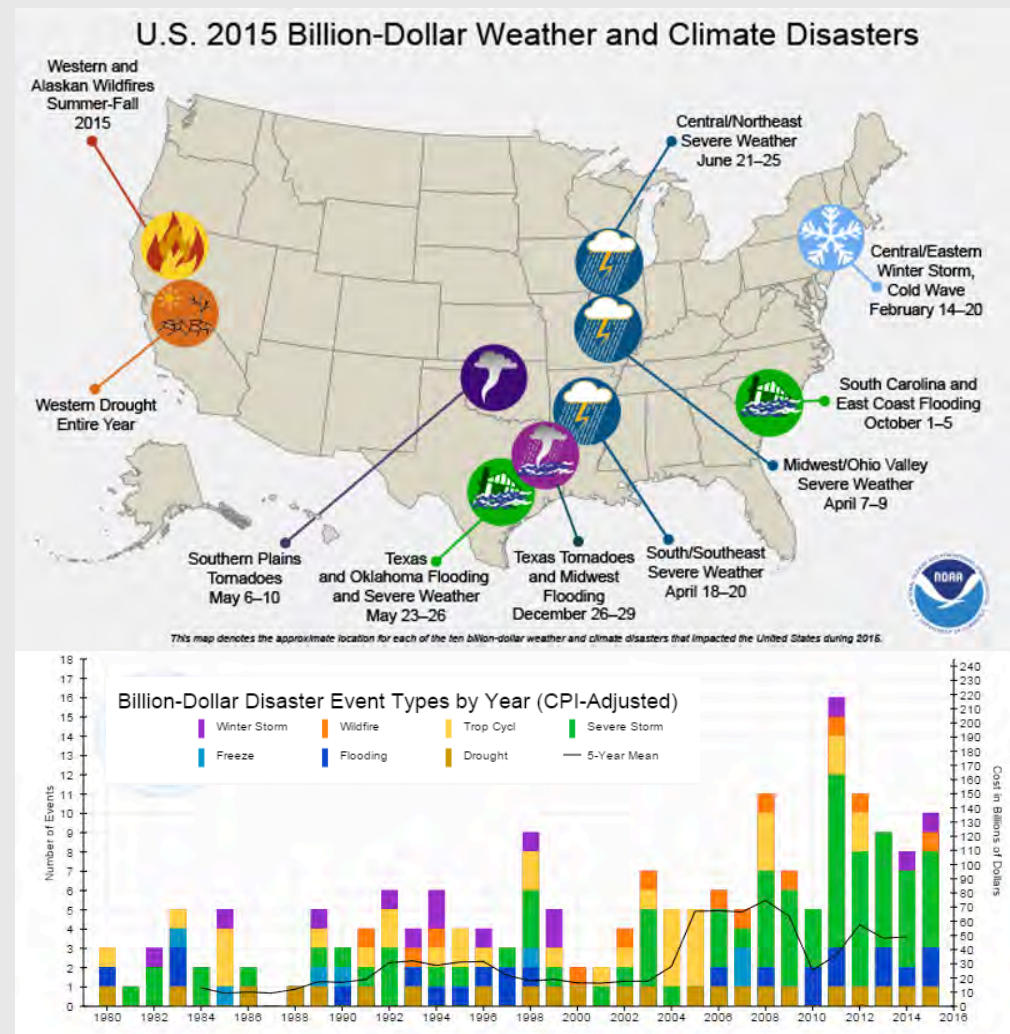 U.S. 2015 Billion-Dollar Weather and Climate Disasters
Western and
Alaskan Wildfires
Summer-Fall
2015
Central/Northeast
Severe Weather
June 21–25
Central/Eastern
Winter Storm,
Cold Wave
February 14–20
Western Drought
Entire Year
South Carolina and
East Coast Flooding
October 1–5
Midwest/Ohio Valley
Severe Weather
April 7–9
Southern Plains
Tornadoes
May 6–10
Texas
and Oklahoma Flooding
and Severe Weather
May 23–26
Texas Tornadoes
and Midwest
Flooding
December 26–29
South/Southeast
Severe Weather
April 18–20
NOAA
This map denotes the approximate location for each of the ten billion-dollar weather and climate disasters that impacted the United States during 2015.
Billion-Dollar Disaster Event Types by Year (CPI-Adjusted)
Winter Storm Wildfire Trop Cycl Severe Storm
Freeze Flooding Drought 5-Year Mean
Number of Events
18
17
16
15
14
13
12
11
10
9
8
7
6
5
4
3
2
1
0
Cost in Billions of Dollars
240
230
220
210
200
190
180
170
160
150
140
130
120
110
100
90
80
70
60
50
40
30
20
10
0
1980 1982 1984 1986 1988 1990 1992 1994 1996 1998 2000 2002 2004 2006 2008 2010 2012 2014 2016